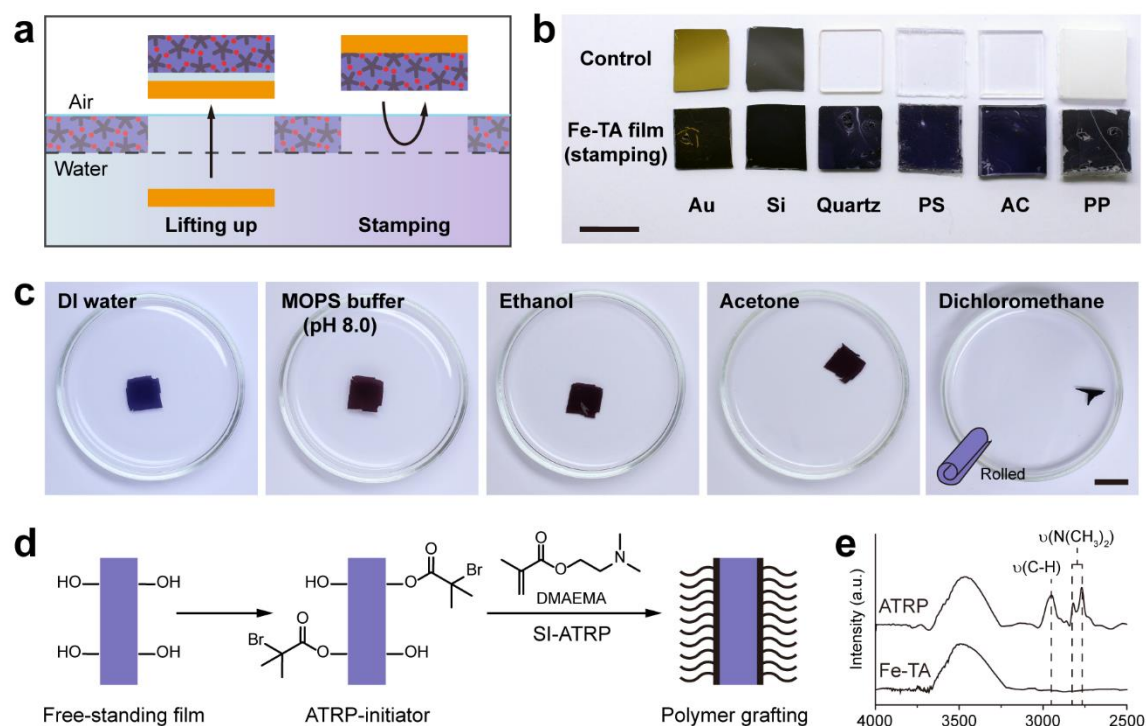 a
Air
Water
Lifting up
Stamping
b
Control
Fe-TA film
(stamping)
Au
Si
Quartz
PS
AC
PP
c
DI water
MOPS buffer
(pH 8.0)
Ethanol
Acetone
Dichloromethane
Rolled
d
HO
OH
HO
OH
Free-standing film
HO
O
O
Br
Br
O
O
OH
ATRP-initiator
O
O
N
DMAEMA
SI-ATRP
Polymer grafting
e
υ(N(CH3)2)
υ(C-H)
ATRP
Fe-TA
Intensity (a.u.)
4000
3500
3000
2500